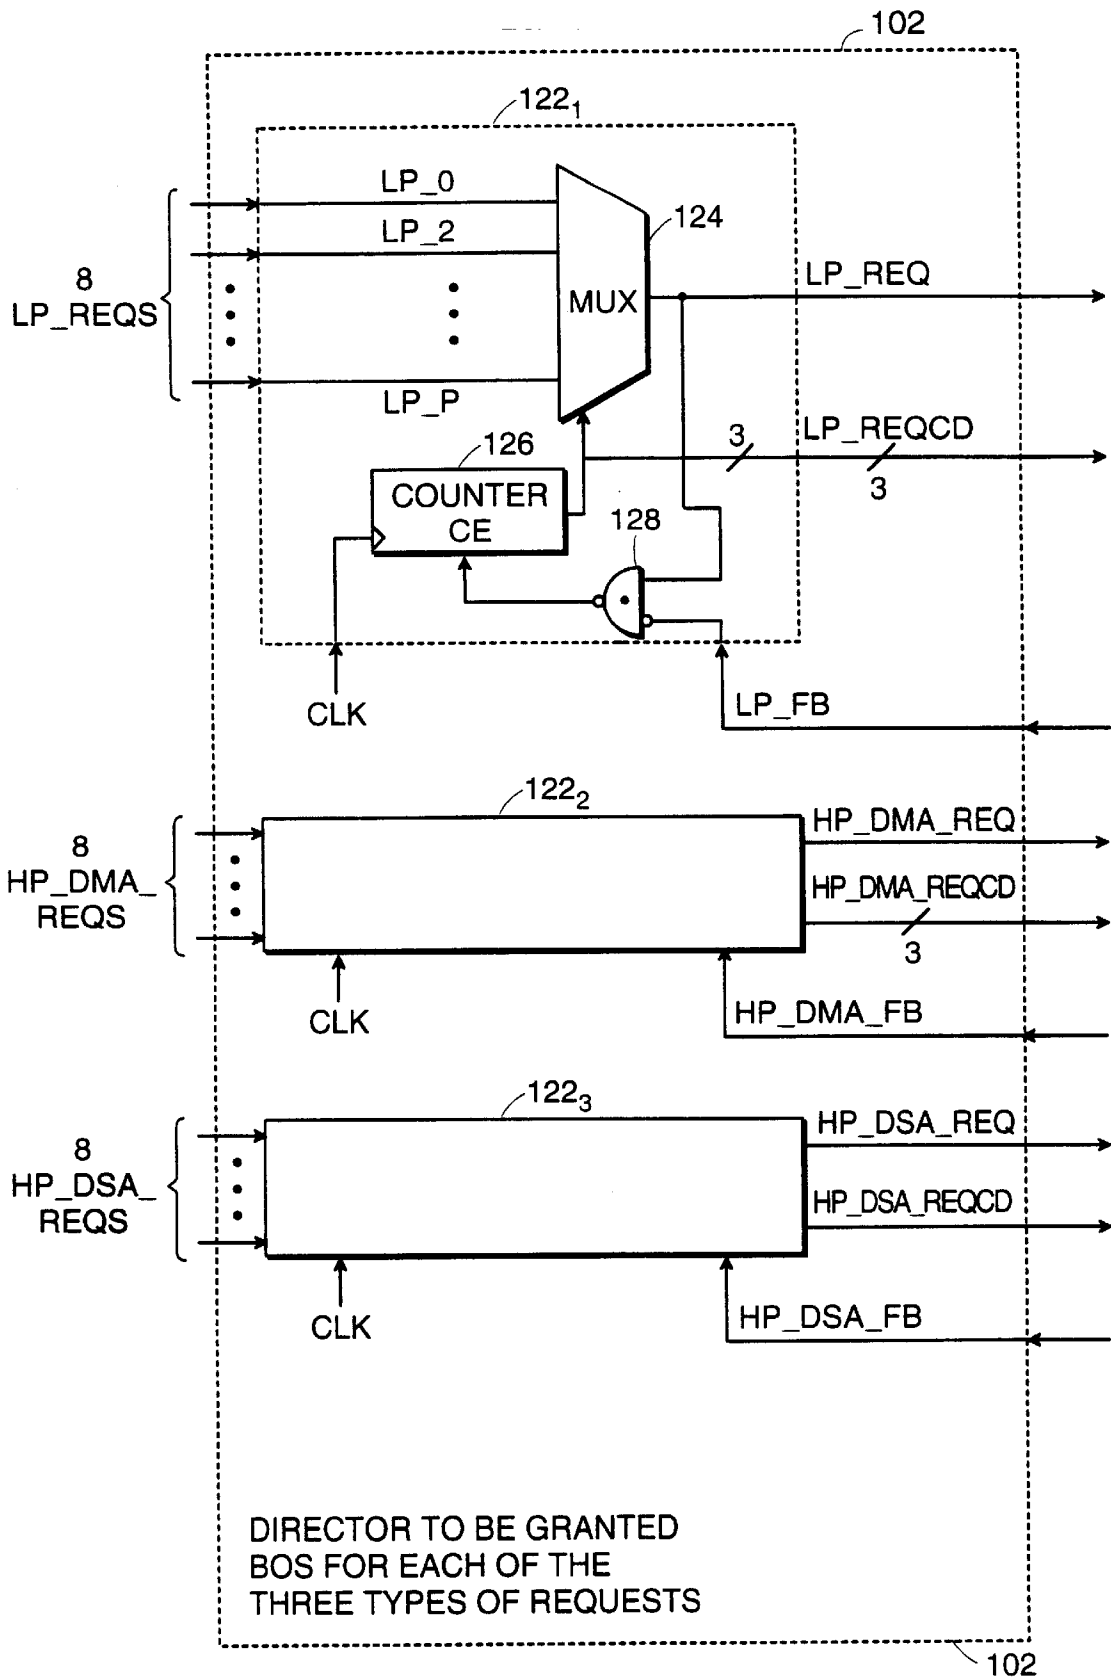 102
122₁
LP_0
LP_2
124
8
LP_REQS
MUX
LP_REQ
LP_P
3
LP_REQCD
3
126
COUNTER
CE
128
CLK
LP_FB
122₂
8
HP_DMA_
REQS
HP_DMA_REQ
HP_DMA_REQCD
3
CLK
HP_DMA_FB
122₃
8
HP_DSA_
REQS
HP_DSA_REQ
HP_DSA_REQCD
CLK
HP_DSA_FB
DIRECTOR TO BE GRANTED
BOS FOR EACH OF THE
THREE TYPES OF REQUESTS
102